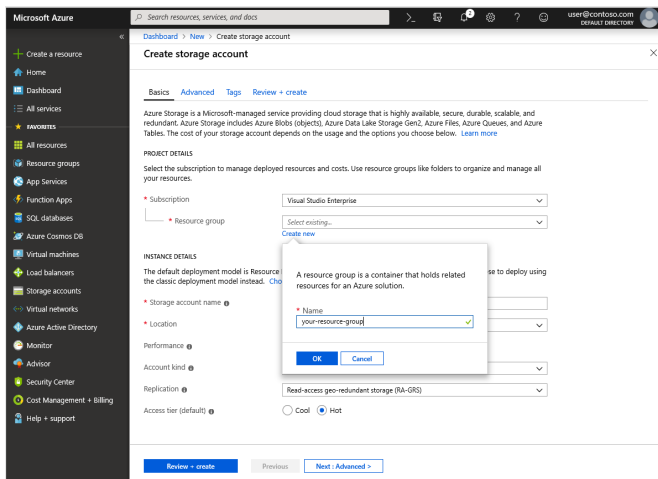 Microsoft Azure
Search resources, services, and docs
2
user@contoso.com
DEFAULT DIRECTORY
Dashboard > New > Create storage account
Create storage account
Create a resource
Home
Dashboard
All services
FAVORITES
All resources
Resource groups
App Services
Function Apps
SQL databases
Azure Cosmos DB
Virtual machines
Load balancers
Storage accounts
Virtual networks
Azure Active Directory
Monitor
Advisor
Security Center
Cost Management + Billing
Help + support
Basics Advanced Tags Review + create
Azure Storage is a Microsoft-managed service providing cloud storage that is highly available, secure, durable, scalable, and
redundant. Azure Storage includes Azure Blobs (objects), Azure Data Lake Storage Gen2, Azure Files, Azure Queues, and Azure
Tables. The cost of your storage account depends on the usage and the options you choose below. Learn more
PROJECT DETAILS
Select the subscription to manage deployed resources and costs. Use resource groups like folders to organize and manage all
your resources.
* Subscription
Visual Studio Enterprise
* Resource group
Select existing...
Create new
INSTANCE DETAILS
The default deployment model is Resource
se to deploy using
the classic deployment model instead. Cho
* Storage account name
* Location
Performance
Account kind
Replication
Read-access geo-redundant storage (RA-GRS)
Access tier (default)
Cool Hot
A resource group is a container that holds related
resources for an Azure solution.
* Name
your-resource-group
OK Cancel
Review + create Previous Next : Advanced >